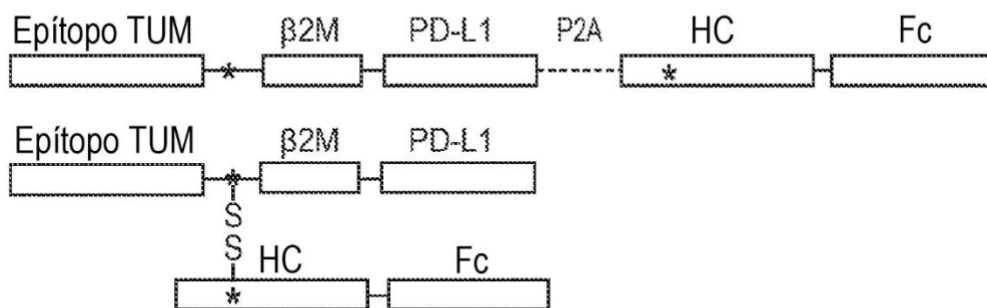 Epítopo TUM β2M PD-L1 P2A HC Fc
* *
Epítopo TUM β2M PD-L1
*
S
S
HC Fc
*